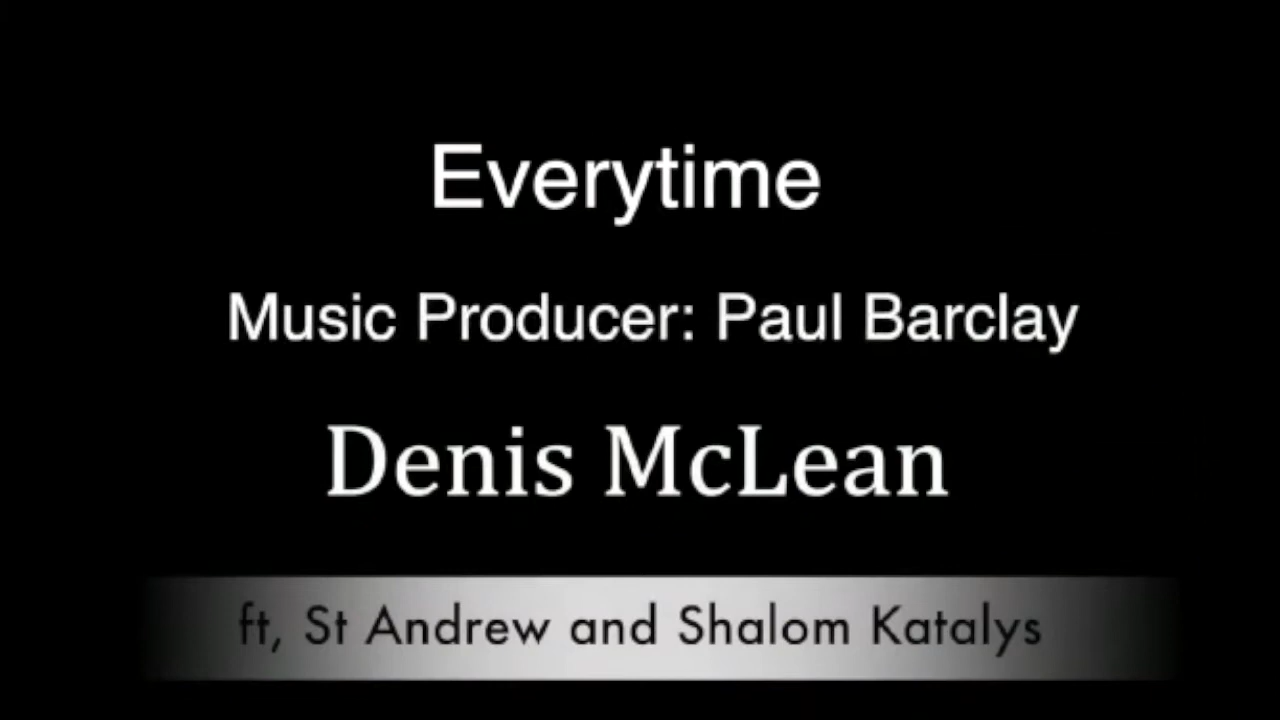 Everytime
Music Producer: Paul Barclay
Denis McLean
ft, St Andrew and Shalom Katalys